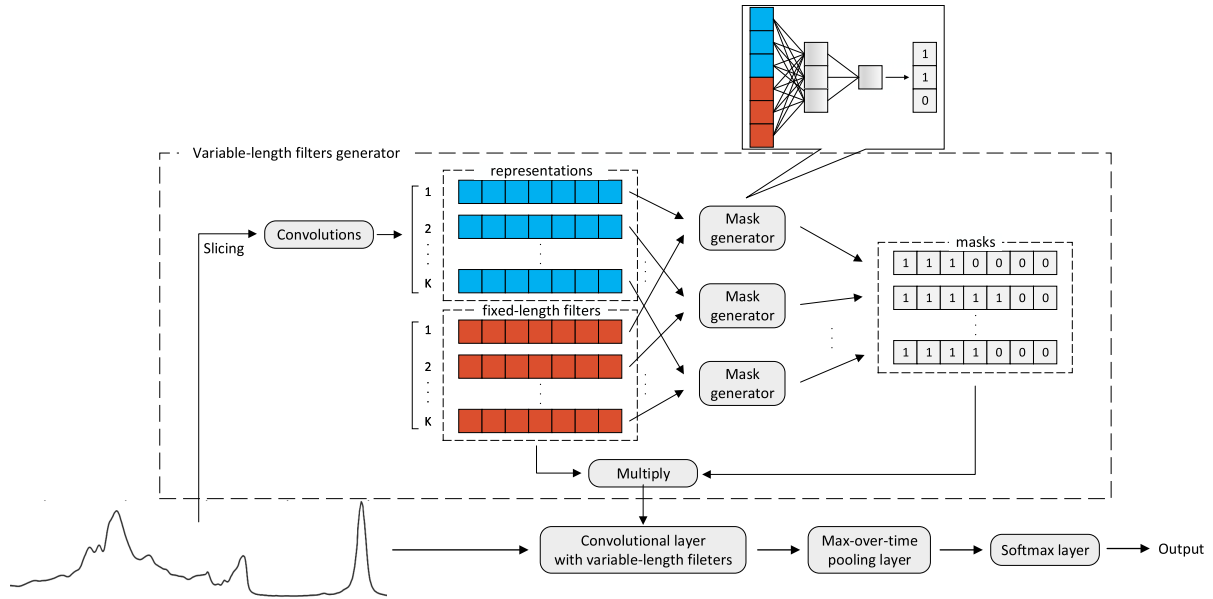 1
1
0
Variable-length filters generator
representations
1
2
K
Convolutions
Slicing
fixed-length filters
1
2
K
Mask
generator
Mask
generator
Mask
generator
masks
1 1 1 0 0 0 0
1 1 1 1 1 0 0
1 1 1 1 0 0 0
Multiply
Convolutional layer
with variable-length fileters
Max-over-time
pooling layer
Softmax layer
Output